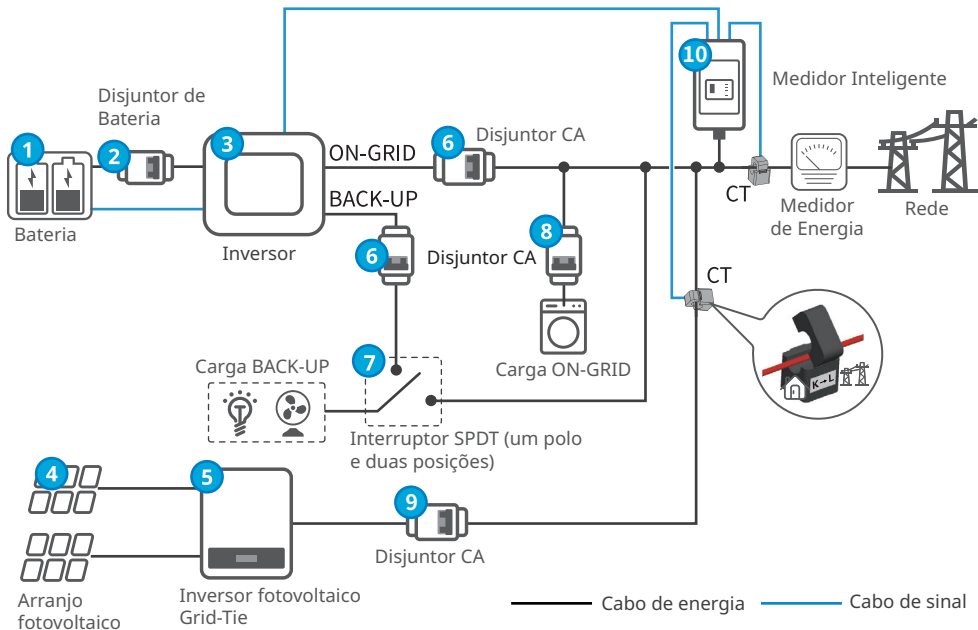 10
Medidor Inteligente
Disjuntor de
Bateria
1
2
3
ON-GRID
6
Disjuntor CA
BACK-UP
Bateria
Inversor
6
Disjuntor CA
8
CT
Medidor
de Energia
Rede
CT
K→L
Carga ON-GRID
7
Carga BACK-UP
Interruptor SPDT (um polo
e duas posições)
4
5
9
Disjuntor CA
Arranjo
fotovoltaico
Inversor fotovoltaico
Grid-Tie
Cabo de energia
Cabo de sinal